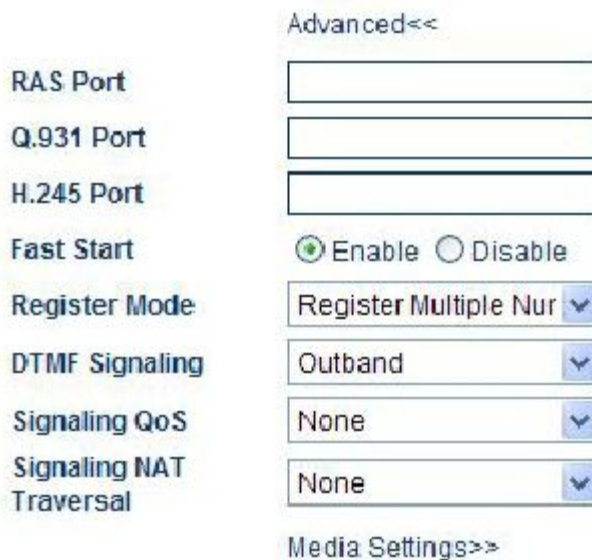 Advanced<<
RAS Port
Q.931 Port
H.245 Port
Fast Start Enable Disable
Register Mode Register Multiple Nur
DTMF Signaling Outband
Signaling QoS None
Signaling NAT
Traversal None
Media Settings>>